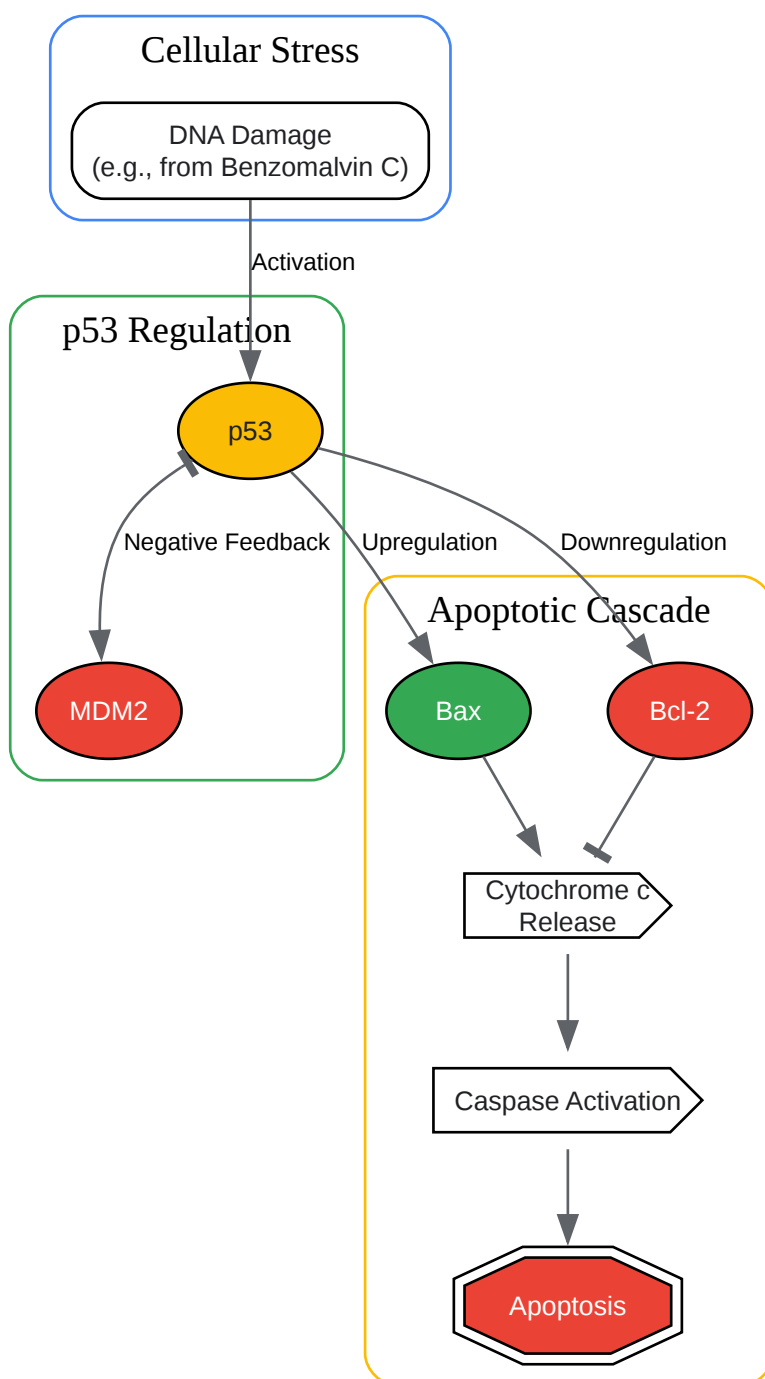 Cellular Stress
DNA Damage
(e.g., from Benzomalvin C)
Activation
p53 Regulation
p53
Negative Feedback
Upregulation
Downregulation
Apoptotic Cascade
MDM2
Bax
Bcl-2
Cytochrome c
Release
Caspase Activation
Apoptosis